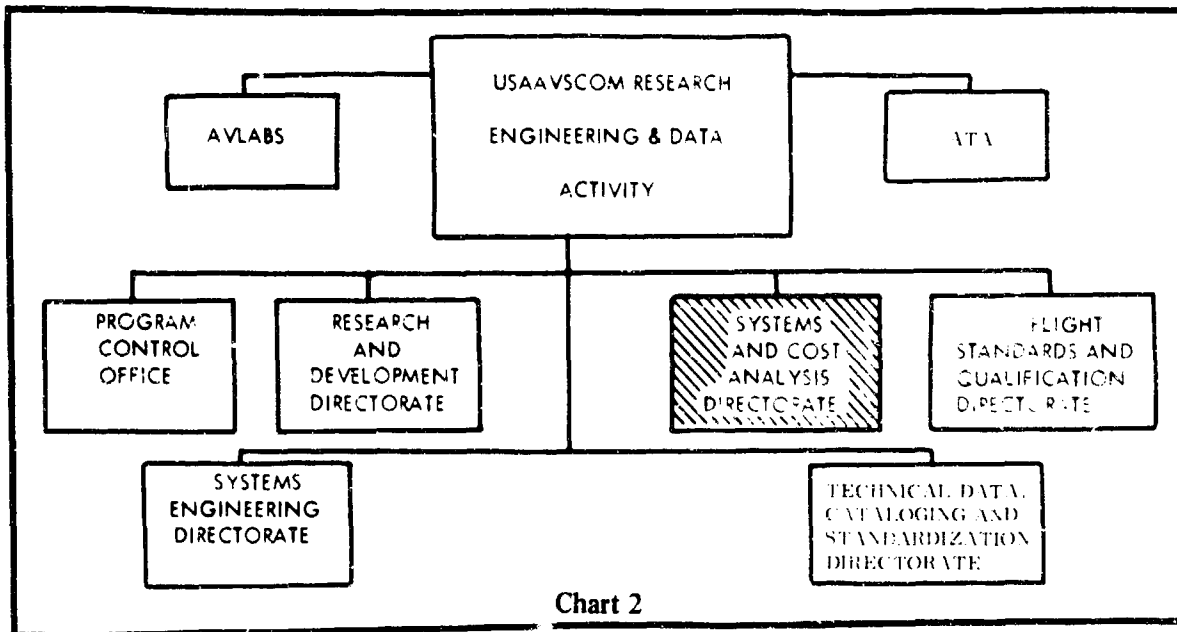 USAAVSCOM RESEARCH
ENGINEERING & DATA
ACTIVITY
AVLABS
ATA
PROGRAM
CONTROL
OFFICE
RESEARCH
AND
DEVELOPMENT
DIRECTORATE
SYSTEMS
AND COST
ANALYSIS
DIRECTORATE
FLIGHT
STANDARDS AND
QUALIFICATION
DIRECTORATE
SYSTEMS
ENGINEERING
DIRECTORATE
TECHNICAL DATA,
CATALOGING AND
STANDARDIZATION
DIRECTORATE
Chart 2